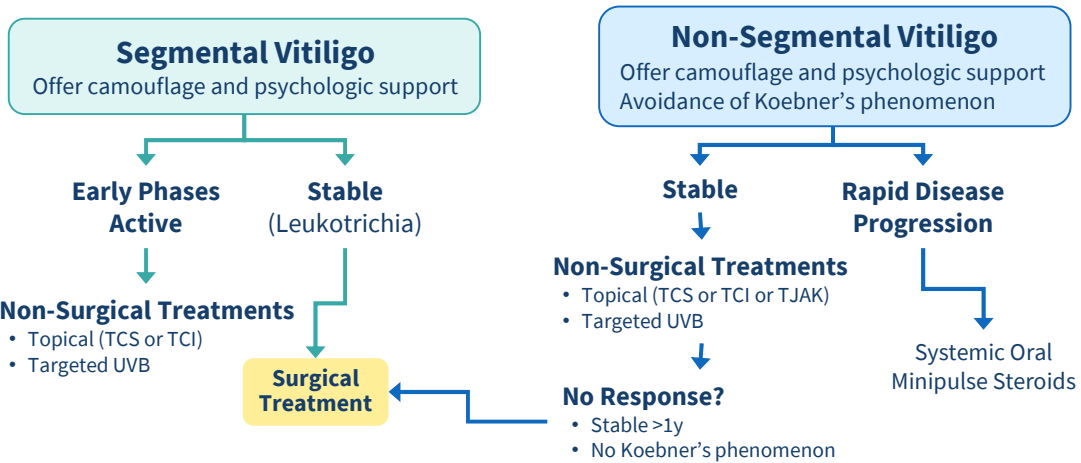 Segmental Vitiligo
Offer camouflage and psychologic support
Early Phases
Active
Stable
(Leukotrichia)
Non-Surgical Treatments
• Topical (TCS or TCI)
• Targeted UVB
Surgical
Treatment
Non-Segmental Vitiligo
Offer camouflage and psychologic support
Avoidance of Koebner’s phenomenon
Stable
Rapid Disease
Progression
Non-Surgical Treatments
• Topical (TCS or TCI or TJAK)
• Targeted UVB
No Response?
• Stable >1y
• No Koebner’s phenomenon
Systemic Oral
Minipulse Steroids